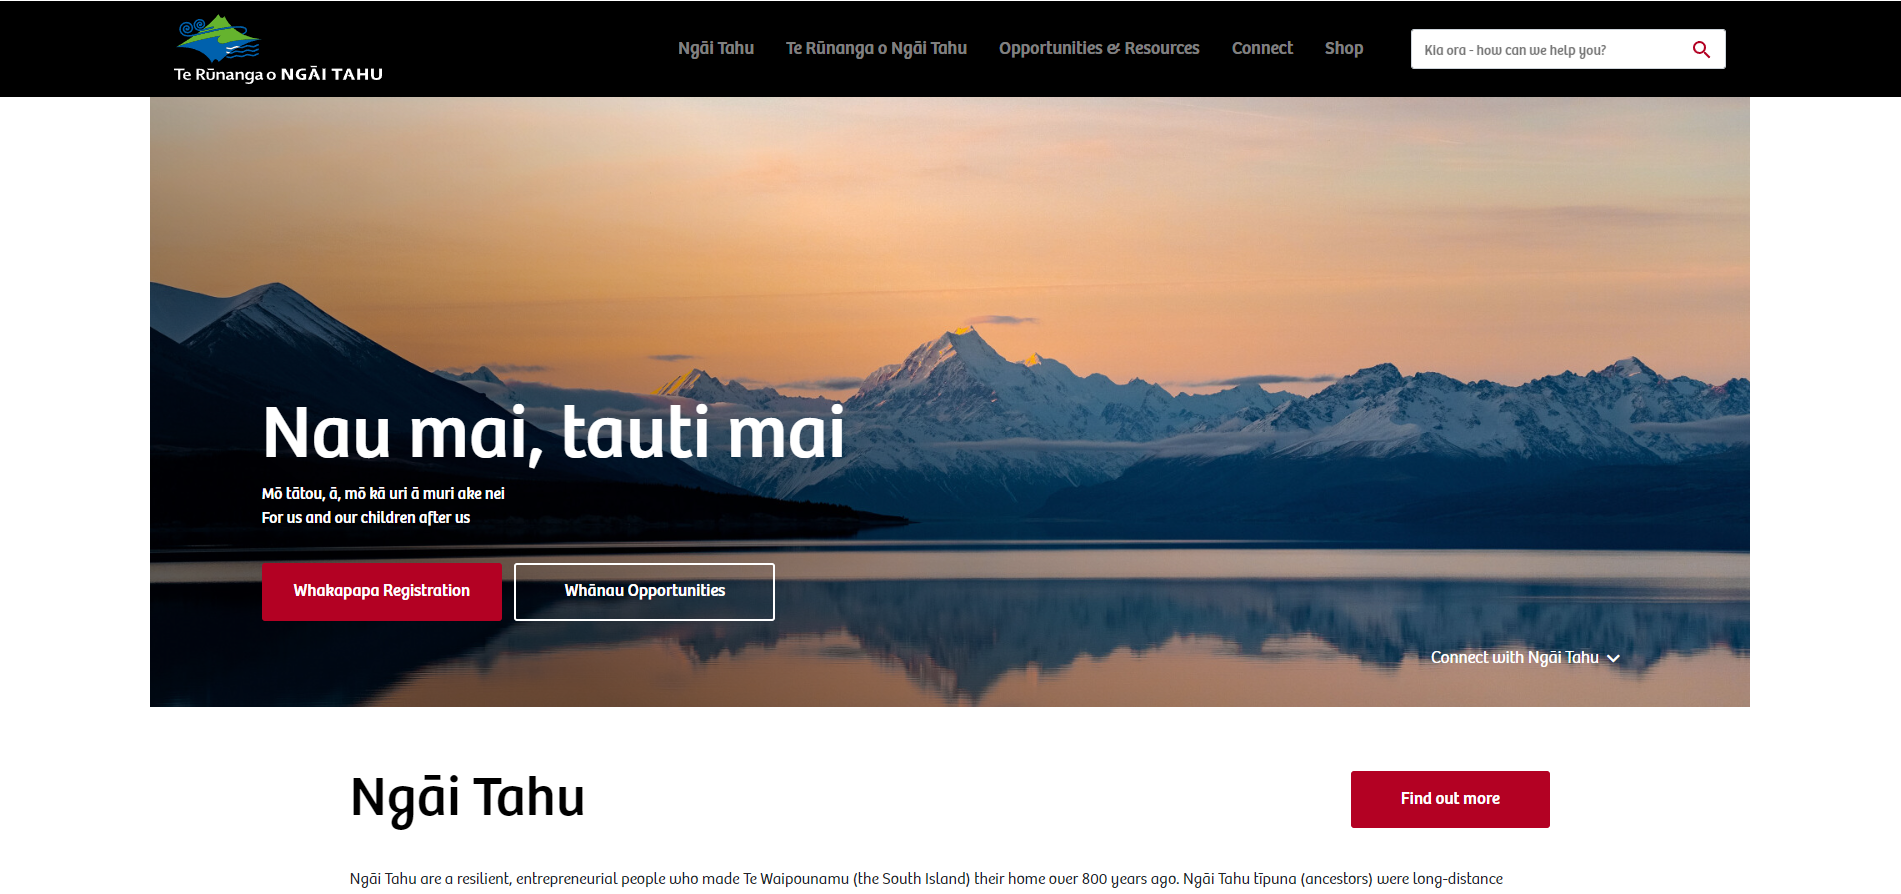 Te Rūnanga o NGĀI TAHU
Ngāi Tahu
Te Rūnanga o Ngāi Tahu
Opportunities & Resources
Connect
Shop
Kia ora - how can we help you?
Nau mai, tauti mai
Mō tātou, ā, mō kā uri ā muri ake nei
For us and our children after us
Whakapapa Registration
Whānau Opportunities
Connect with Ngāi Tahu
Ngāi Tahu
Find out more
Ngāi Tahu are a resilient, entrepreneurial people who made Te Waipounamu (the South Island) their home over 800 years ago. Ngāi Tahu tīpuna (ancestors) were long-distance